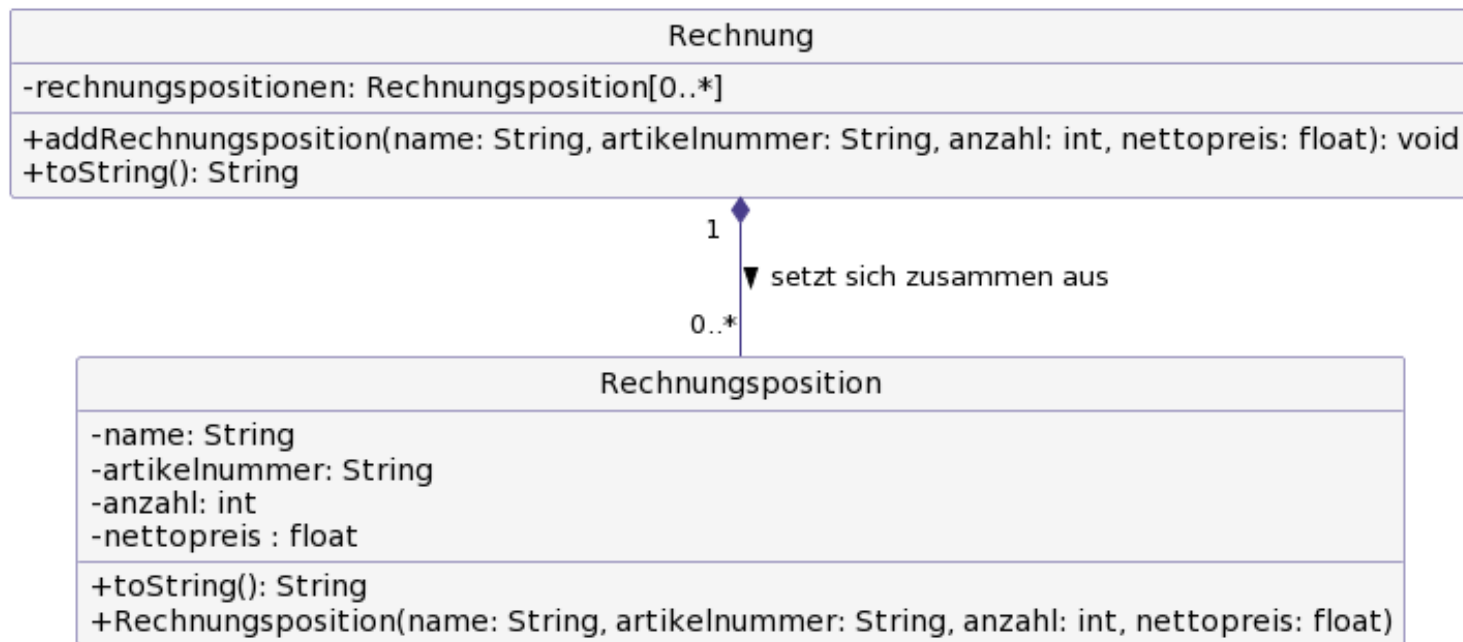 Rechnung
-rechnungspositionen: Rechnungsposition[0..*]
+addRechnungsposition(name: String, artikelnummer: String, anzahl: int, nettopreis: float): void
+toString(): String
1
setzt sich zusammen aus
0..*
Rechnungsposition
-name: String
-artikelnummer: String
-anzahl: int
-nettopreis : float
+toString(): String
+Rechnungsposition(name: String, artikelnummer: String, anzahl: int, nettopreis: float)